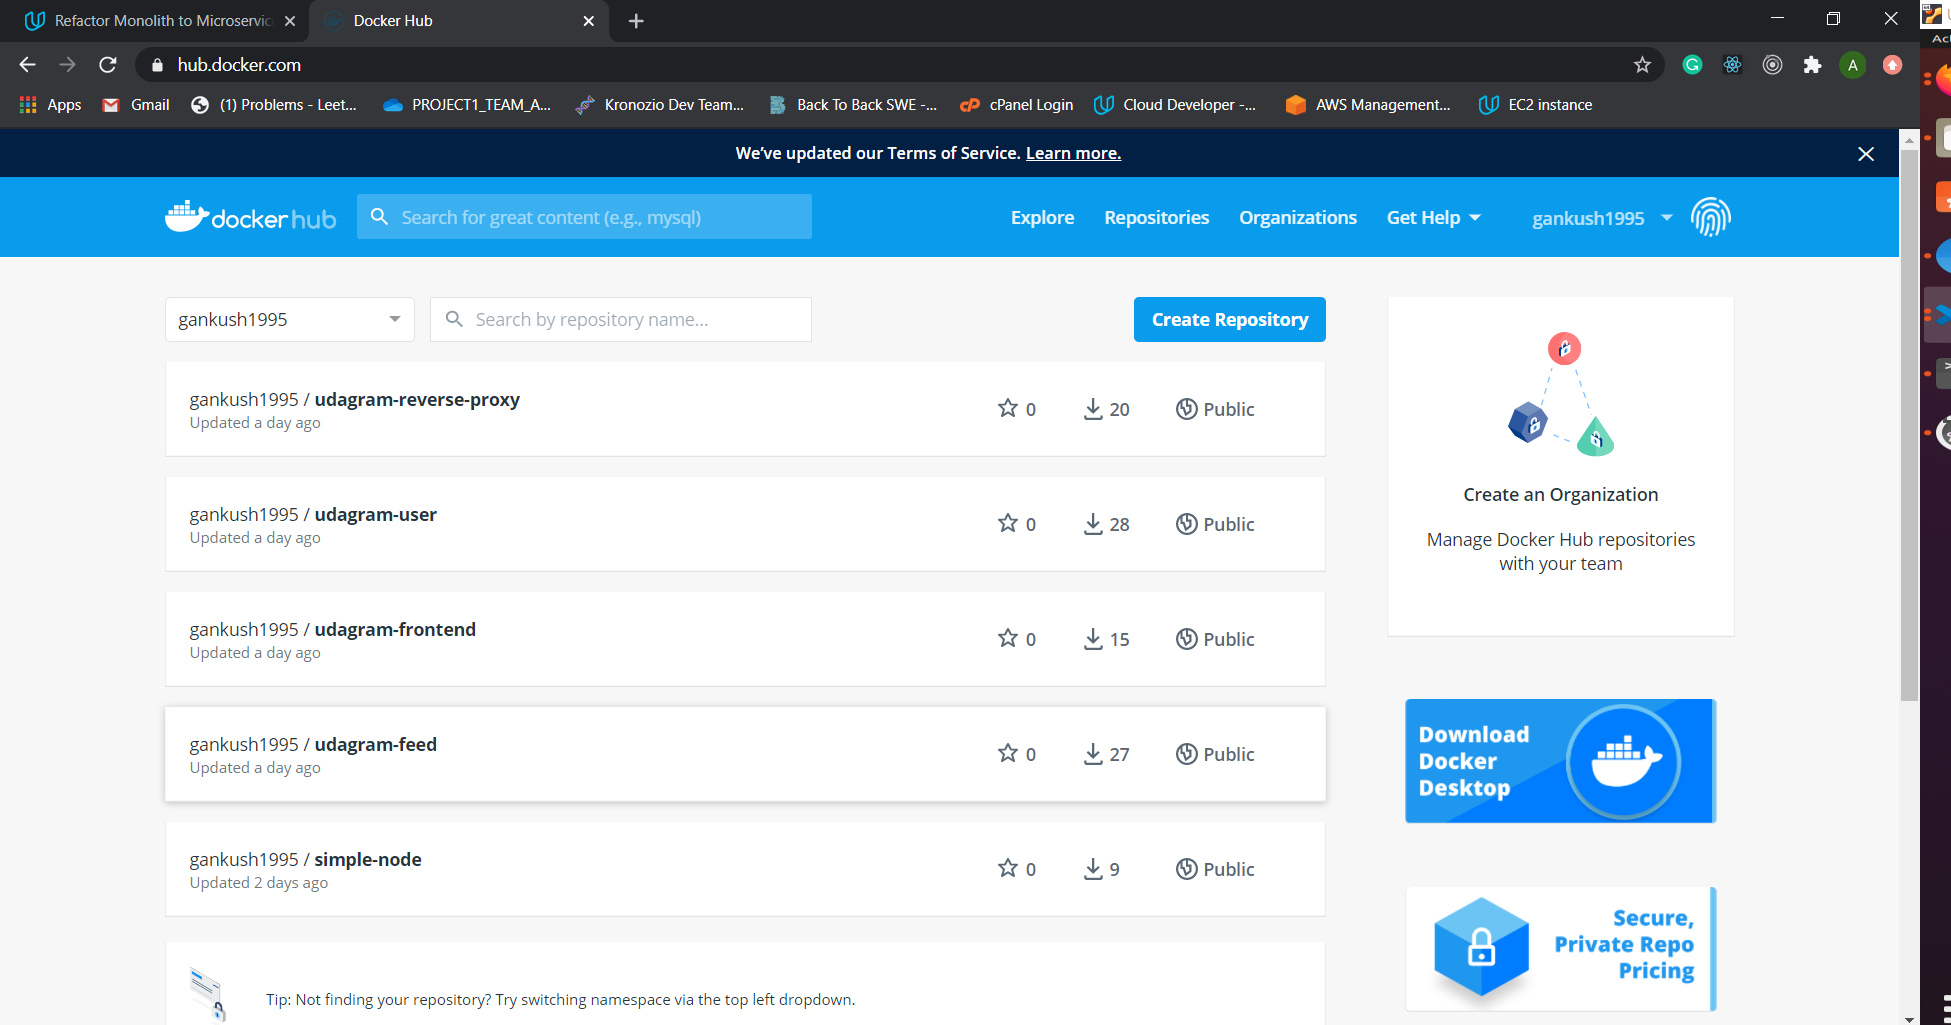 Refactor Monolith to Microservic
Docker Hub
hub.docker.com
A
Apps
Gmail
(1) Problems - Leet...
PROJECT1_TEAM_A...
Kronozio Dev Team...
Back To Back SWE -...
cPanel Login
Cloud Developer -...
AWS Management...
EC2 instance
We've updated our Terms of Service. Learn more.
docker hub
Search for great content (e.g., mysql)
Explore
Repositories
Organizations
Get Help
gankush1995
gankush1995
Search by repository name...
Create Repository
gankush1995 / udagram-reverse-proxy
Updated a day ago
0
20
Public
gankush1995 / udagram-user
Updated a day ago
0
28
Public
gankush1995 / udagram-frontend
Updated a day ago
0
15
Public
gankush1995 / udagram-feed
Updated a day ago
0
27
Public
gankush1995 / simple-node
Updated 2 days ago
0
9
Public
Tip: Not finding your repository? Try switching namespace via the top left dropdown.
Create an Organization
Manage Docker Hub repositories
with your team
Download
Docker
Desktop
Secure,
Private Repo
Pricing